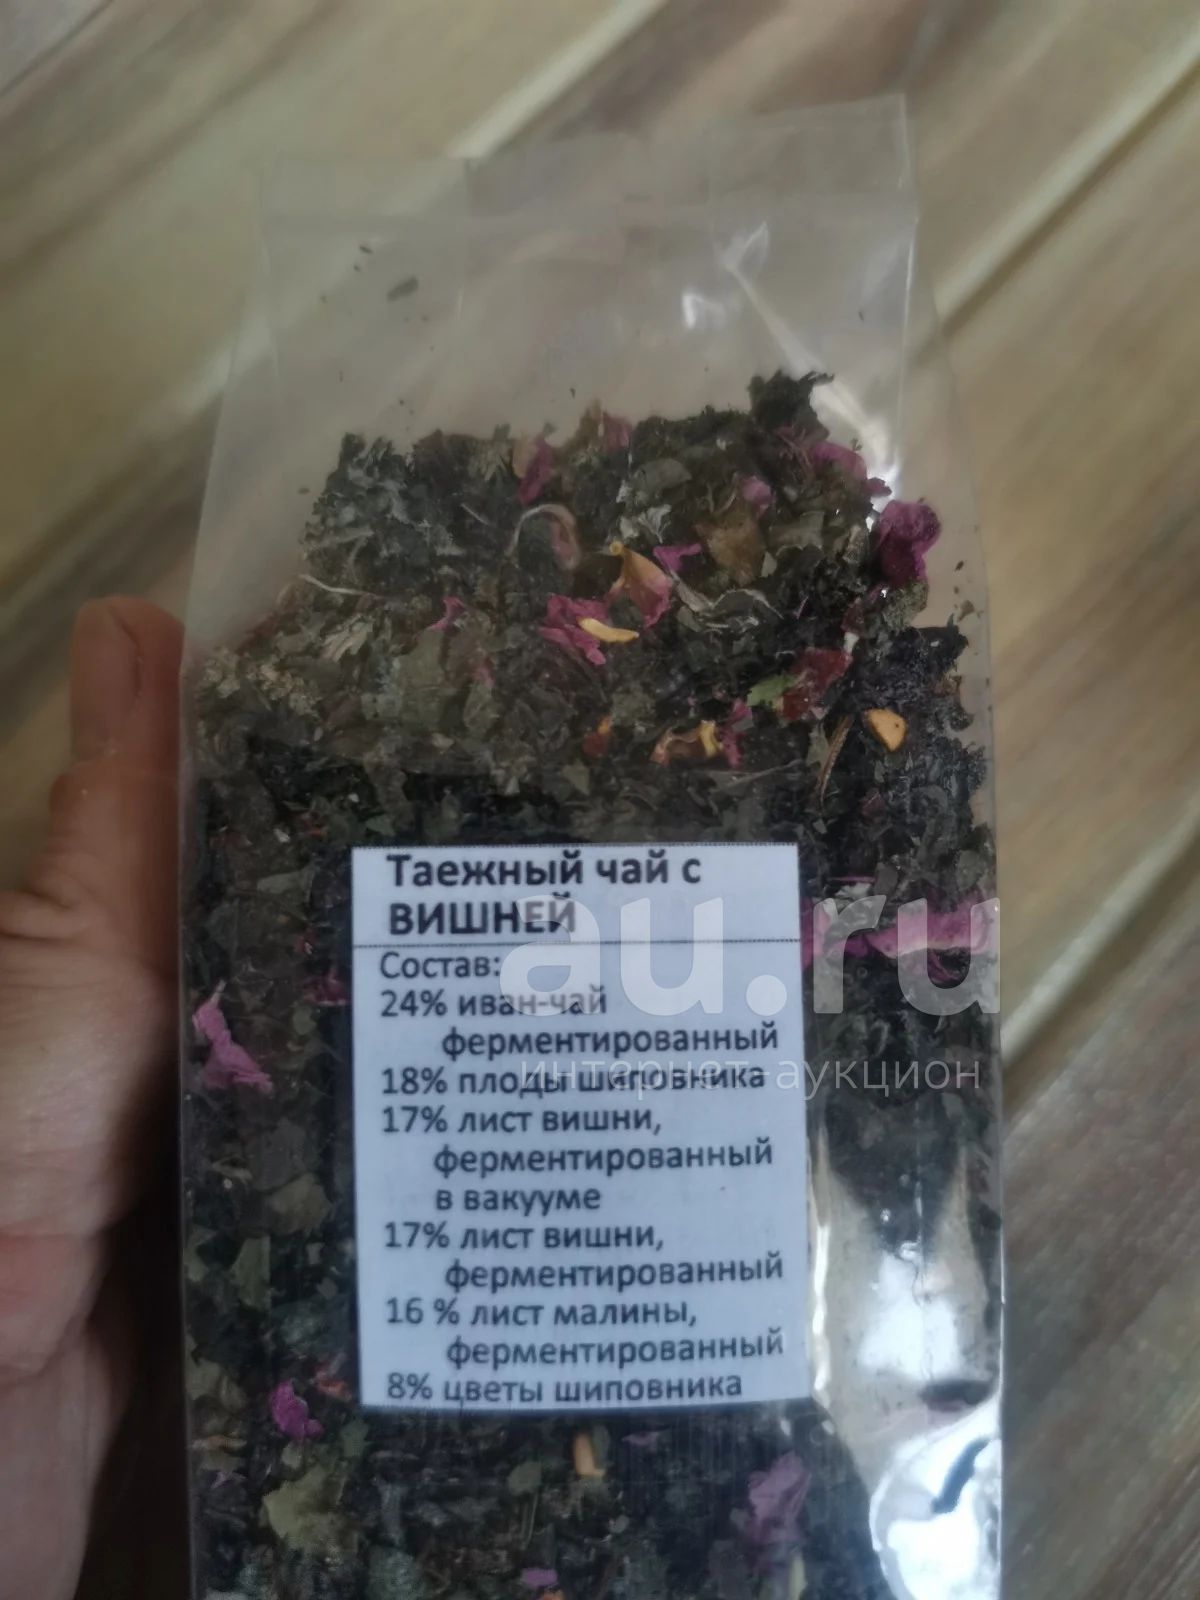 Таежный чай с
ВИШНЕЙ
Состав:
24% иван-чай
ферментированный
18% плоды шиповника
17% лист вишни,
ферментированный
в вакууме
17% лист вишни,
ферментированный
16 % лист малины,
ферментированный
8% цветы шиповника
au.ru
интернет-аукцион